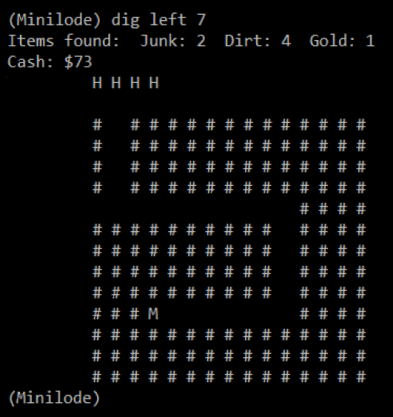 (Minilode) dig left 7
Items found:  Junk: 2  Dirt: 4  Gold: 1
Cash: $73
         H H H H

         #   # # # # # # # # # # # # #
         #   # # # # # # # # # # # # #
         #   # # # # # # # # # # # # #
         #   # # # # # # # # # # # # #
                               # # # #
         # # # # # # # # # #   # # # #
         # # # # # # # # # #   # # # #
         # # # # # # # # # #   # # # #
         # # # # # # # # # #   # # # #
         # # # M               # # # #
         # # # # # # # # # # # # # # #
         # # # # # # # # # # # # # # #
         # # # # # # # # # # # # # # #
(Minilode)